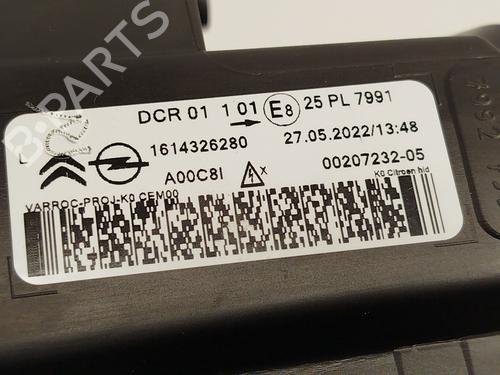 B-PARTS
DCR 01 1 01 E8 25 PL 7991
1614326280 27.05.2022/13:48
A00C8I X 00207232-05
K0 Citroen hid
VARROC-PROJ-K0 CEM00